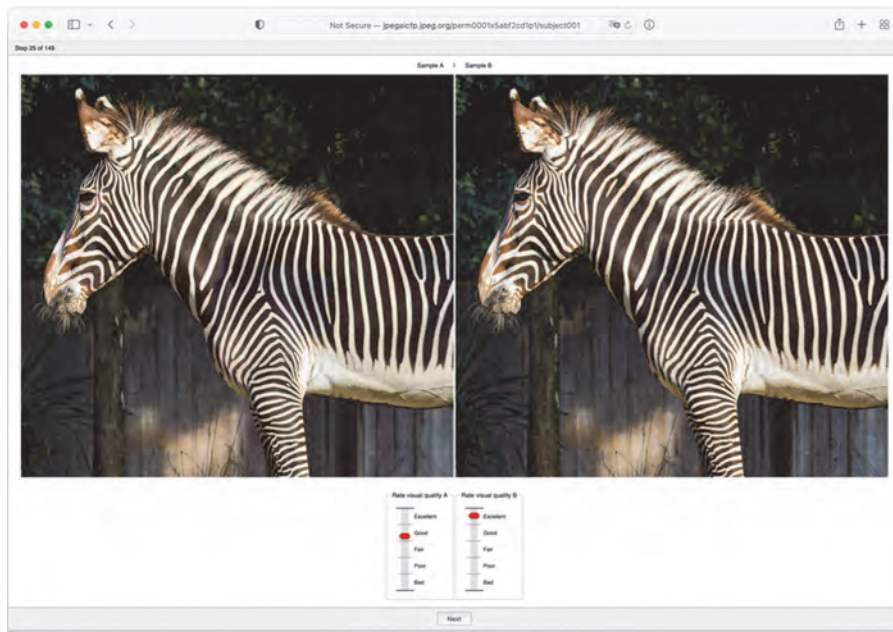 Not Secure — jpegaicfp.jpeg.org/perm0001x5abf2cd1p1/subject001
Step 25 of 149
Sample A | Sample B
Rate visual quality A
Excellent
Good
Fair
Poor
Bad
Rate visual quality B
Excellent
Good
Fair
Poor
Bad
Next